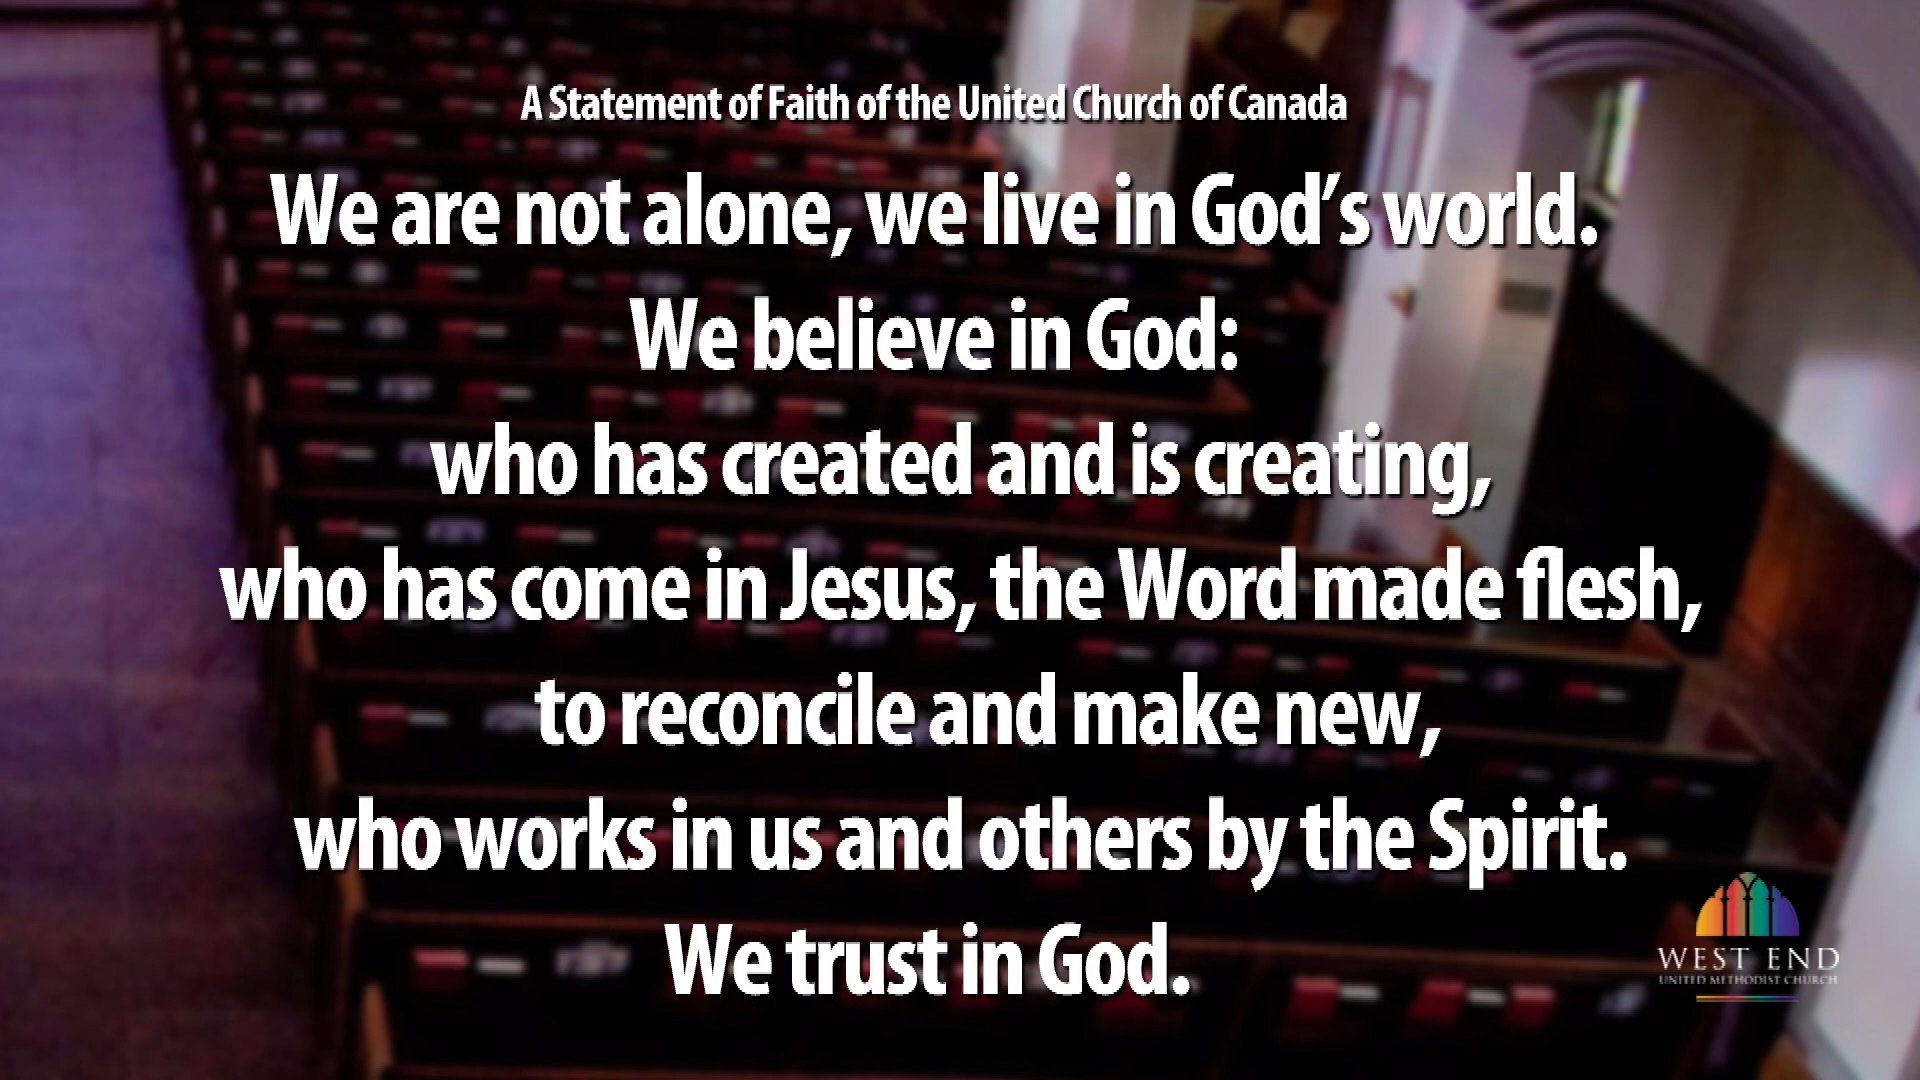 A Statement of Faith of the United Church of Canada
We are not alone, we live in God’s world.
We believe in God:
who has created and is creating,
who has come in Jesus, the Word made flesh,
to reconcile and make new,
who works in us and others by the Spirit.
We trust in God.
WEST END
UNITED METHODIST CHURCH